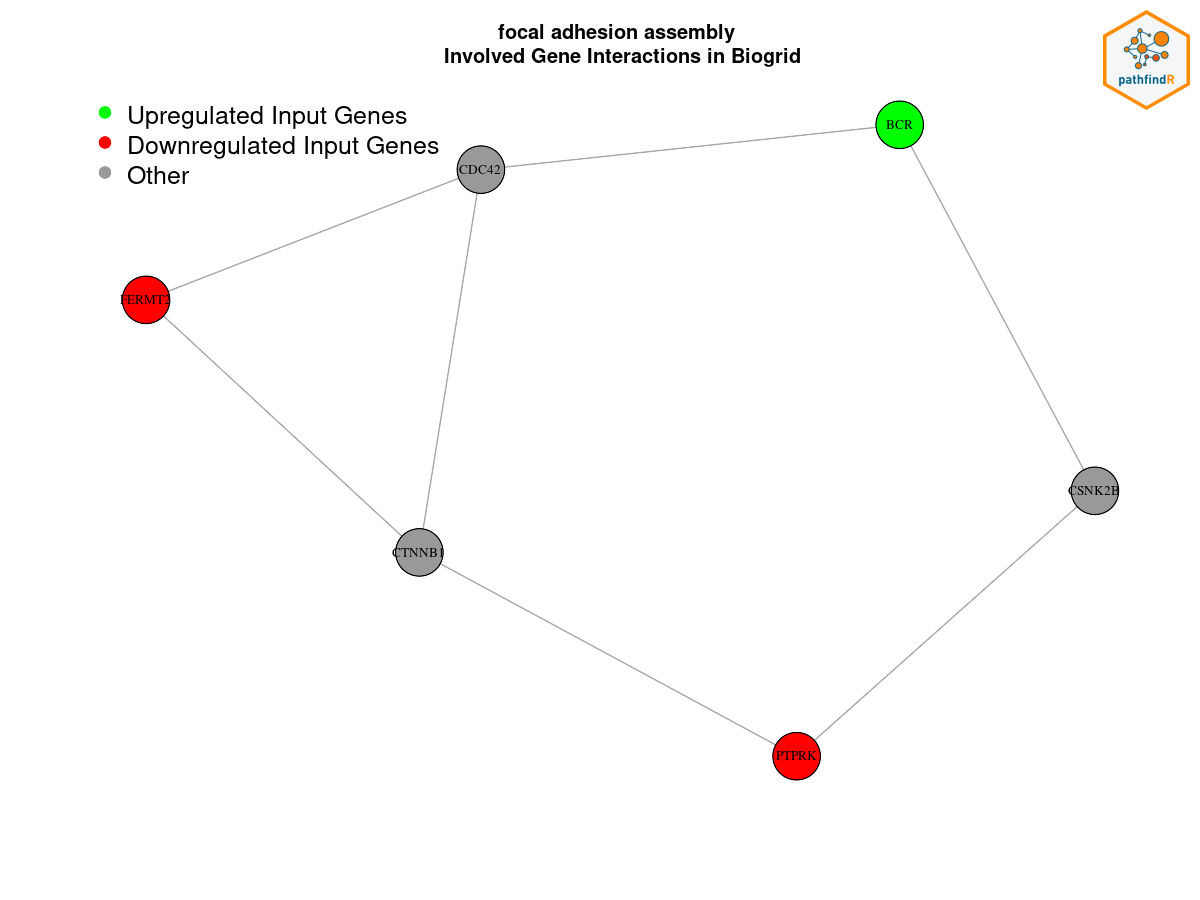 focal adhesion assembly
Involved Gene Interactions in Biogrid
pathfindR
Upregulated Input Genes
Downregulated Input Genes
Other
BCR
CDC42
FERMT2
CSNK2B
CTNNB1
PTPRK